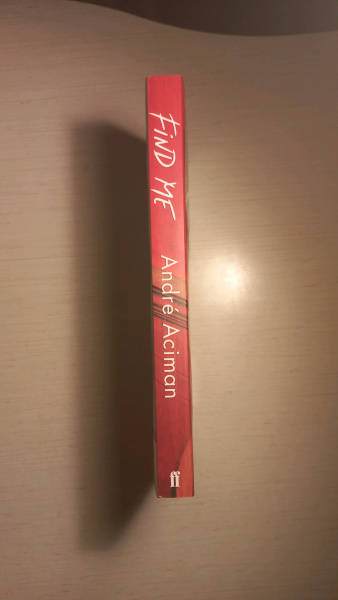 FIND ME
André Aciman
ff